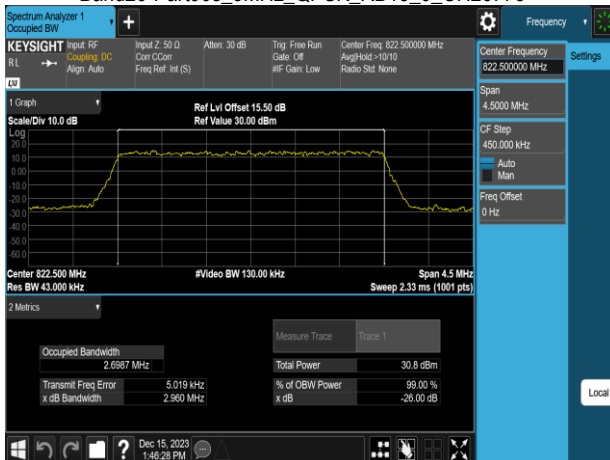 Spectrum Analyzer 1
Occupied BW
KEYSIGHT
R L
Input: RF
Coupling: DC
Align: Auto
Input Z: 50 Ω
Corr CCorr
Freq Ref: Int (S)
Atten: 30 dB
Trig: Free Run
Gate: Off
#IF Gain: Low
Center Freq: 822.500000 MHz
Avg|Hold:>10/10
Radio Std: None
LXI
1 Graph
Scale/Div 10.0 dB
Ref Lvl Offset 15.50 dB
Ref Value 30.00 dBm
Log
20.0
10.0
0.00
-10.0
-20.0
-30.0
-40.0
-50.0
-60.0
Center 822.500 MHz
#Video BW 130.00 kHz
Span 4.5 MHz
Res BW 43.000 kHz
Sweep 2.33 ms (1001 pts)
2 Metrics
Measure Trace
Trace 1
Occupied Bandwidth
2.6987 MHz
Total Power
30.8 dBm
Transmit Freq Error
5.019 kHz
% of OBW Power
99.00 %
x dB Bandwidth
2.960 MHz
x dB
-26.00 dB
Dec 15, 2023
1:46:28 PM
Frequency
Settings
Center Frequency
822.500000 MHz
Span
4.5000 MHz
CF Step
450.000 kHz
Auto
Man
Freq Offset
0 Hz
Local